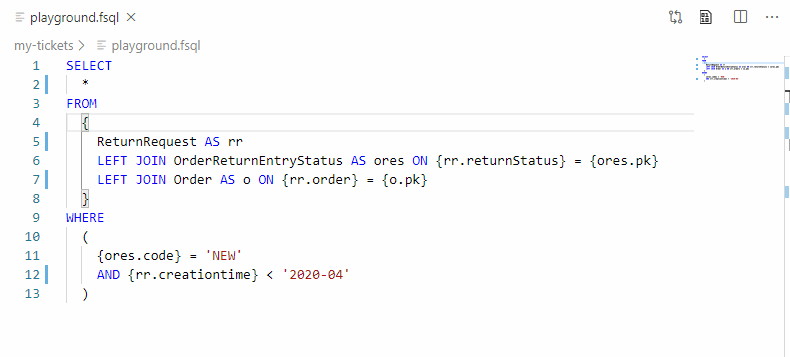 playground.fsql
my-tickets > playground.fsql
1 SELECT
2 *
3 FROM
4 {
5 ReturnRequest AS rr
6 LEFT JOIN OrderReturnEntryStatus AS ores ON {rr.returnStatus} = {ores.pk}
7 LEFT JOIN Order AS o ON {rr.order} = {o.pk}
8 }
9 WHERE
10 (
11 {ores.code} = 'NEW'
12 AND {rr.creationtime} < '2020-04'
13 )